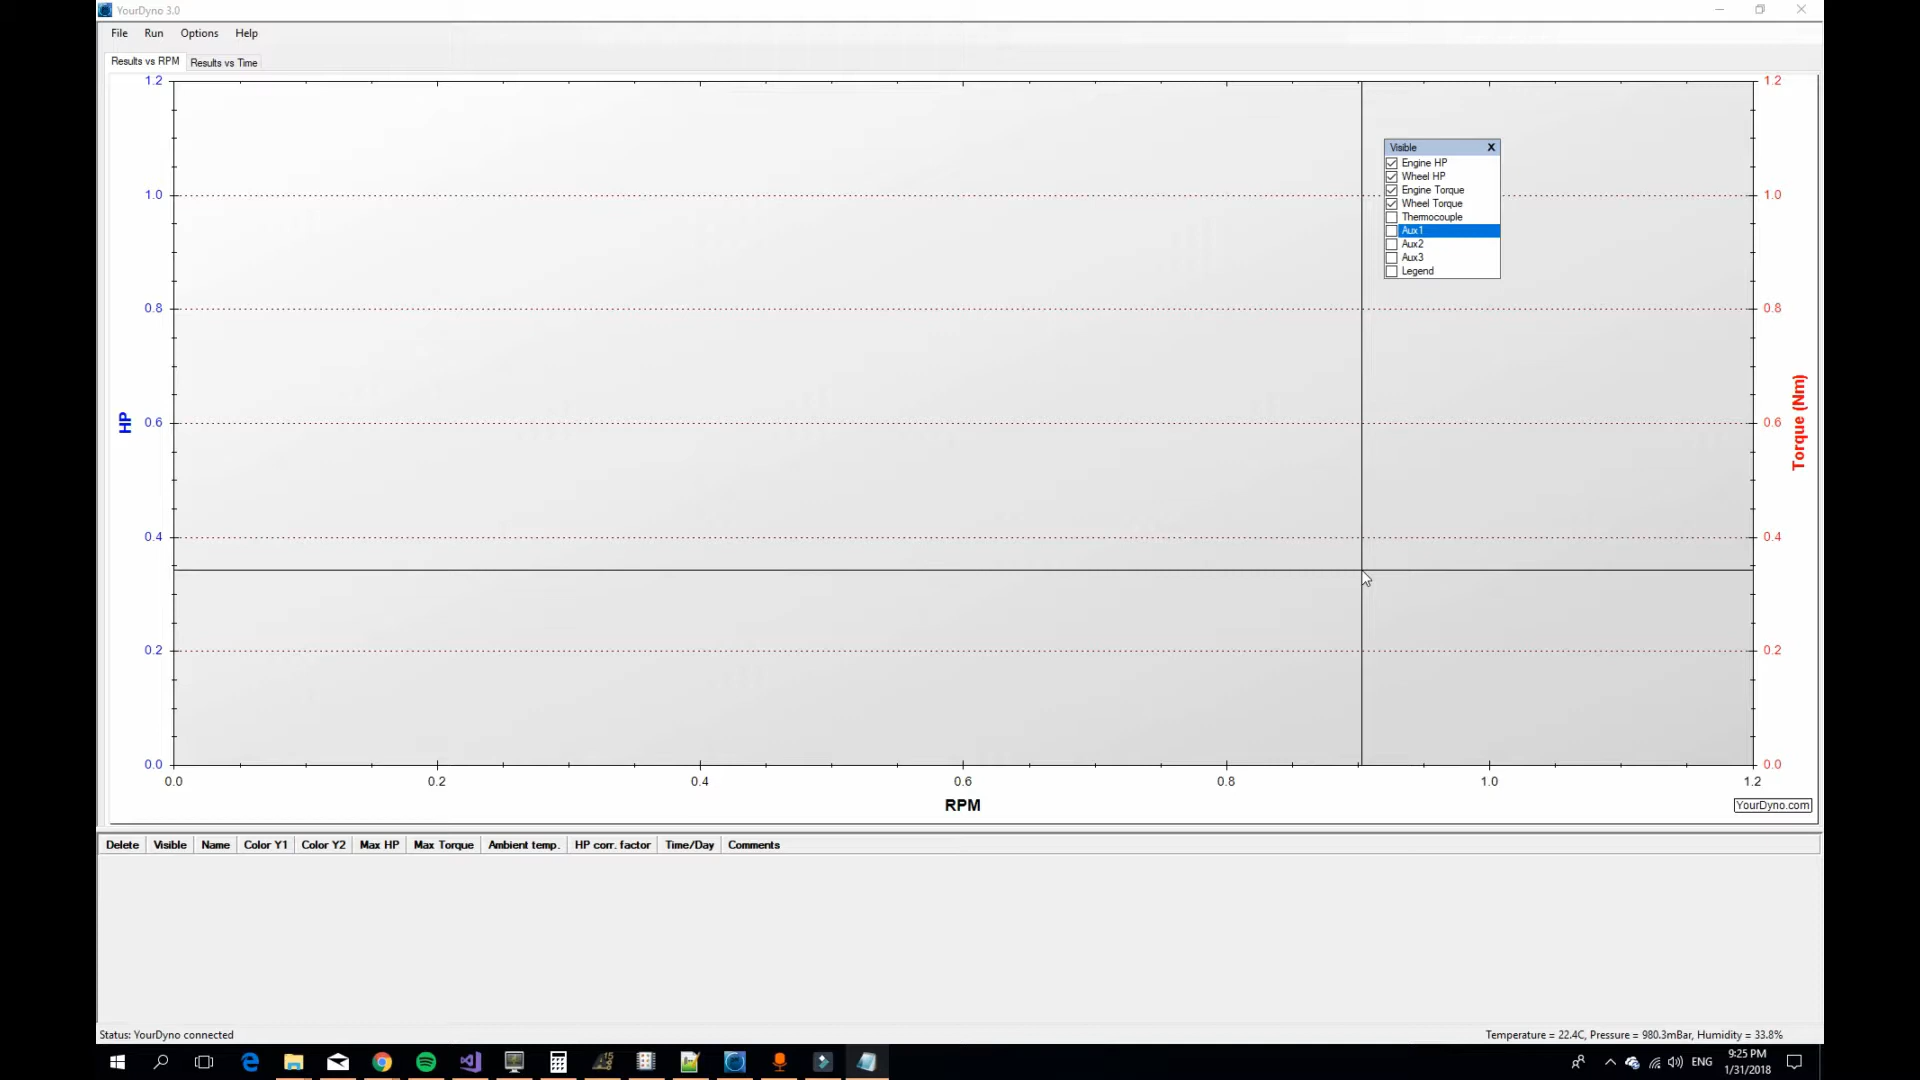 YourDyno 3.0
File Run Options Help
Results vs RPM Results vs Time
1.2 1.2
Visible X
Engine HP
Wheel HP
Engine Torque
Wheel Torque
Thermocouple
Aux1
Aux2
Aux3
Legend
1.0 1.0
0.8 0.8
HP 0.6 0.6 Torque (Nm)
0.4 0.4
0.2 0.2
0.0 0.0
0.0 0.2 0.4 0.6 0.8 1.0 1.2
RPM
YourDyno.com
Delete Visible Name Color Y1 Color Y2 Max HP Max Torque Ambient temp. HP corr. factor Time/Day Comments
Status: YourDyno connected Temperature = 22.4C, Pressure = 980.3mBar, Humidity = 33.8%
ENG 9:25 PM
1/31/2018